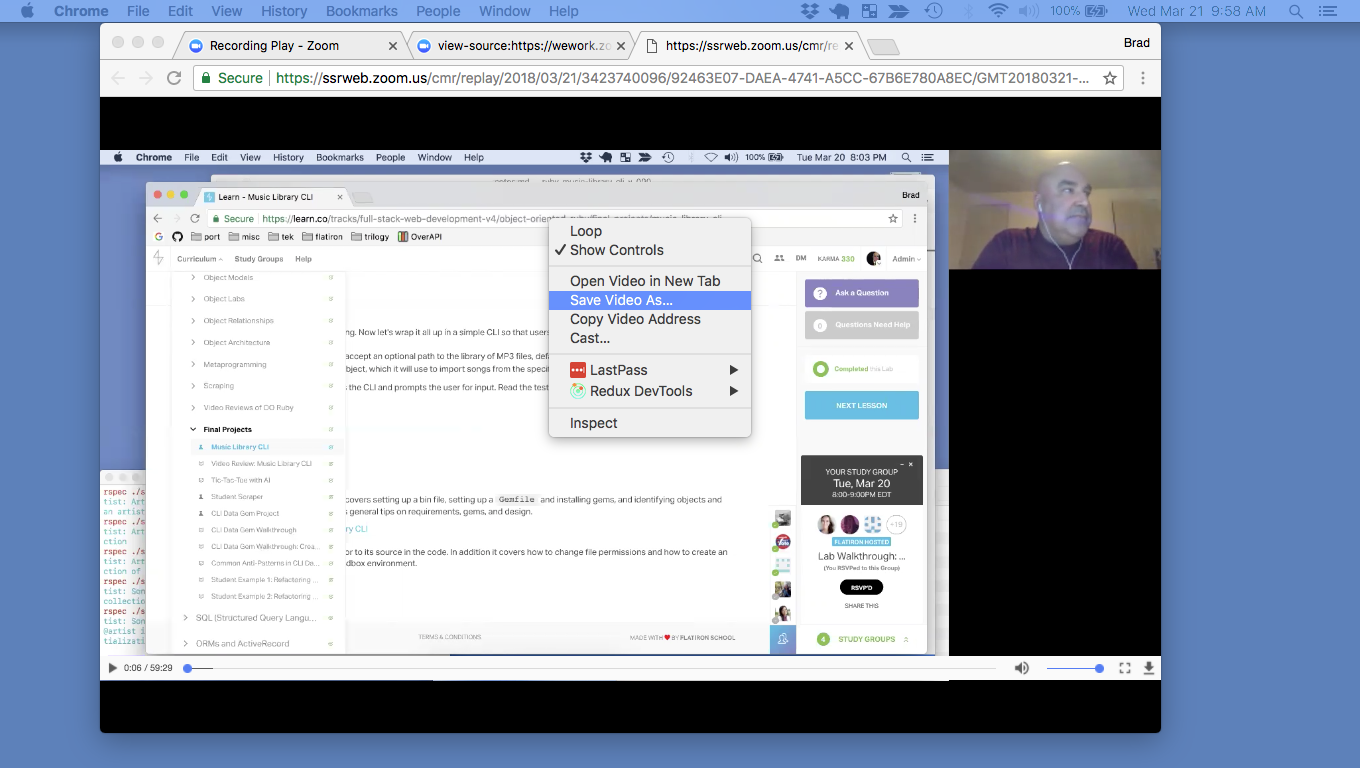 Chrome File Edit View History Bookmarks People Window Help 100% Wed Mar 21 9:58 AM
Recording Play - Zoom
view-source:https://wework.zo
https://ssrweb.zoom.us/cmr/re
Brad
Secure https://ssrweb.zoom.us/cmr/replay/2018/03/21/3423740096/92463E07-DAEA-4741-A5CC-67B6E780A8EC/GMT20180321-...
Chrome File Edit View History Bookmarks People Window Help 100% Tue Mar 20 8:03 PM
Learn - Music Library CLI
Brad
Secure https://learn.co/tracks/full-stack-web-development-v4/object-oriented-ruby/final-projects/music-library-cli
port misc tek flatiron trilogy OverAPI
Curriculum Study Groups Help
DM KARMA 330 Admin
Loop
Show Controls
Open Video in New Tab
Save Video As...
Copy Video Address
Cast...
LastPass
Redux DevTools
Inspect
Object Models
Object Labs
Object Relationships
Object Architecture
Metaprogramming
Scraping
Video Reviews of OO Ruby
Final Projects
Music Library CLI
Video Review: Music Library CLI
Tic-Tac-Toe with AI
Student Scraper
CLI Data Gem Project
CLI Data Gem Walkthrough
CLI Data Gem Walkthrough: Crea...
Common Anti-Patterns in CLI Da...
Student Example 1: Refactoring ...
Student Example 2: Refactoring ...
SQL (Structured Query Langu...
ORMs and ActiveRecord
ng. Now let's wrap it all up in a simple CLI so that users
accept an optional path to the library of MP3 files, def
bject, which it will use to import songs from the specif
s the CLI and prompts the user for input. Read the test
covers setting up a bin file, setting up a Gemfile and installing gems, and identifying objects and
s general tips on requirements, gems, and design.
ry CLI
or to its source in the code. In addition it covers how to change file permissions and how to create an
dbox environment.
TERMS & CONDITIONS
MADE WITH ❤ BY FLATIRON SCHOOL
? Ask a Question
0 Questions Need Help
Completed this Lab
NEXT LESSON
YOUR STUDY GROUP
Tue, Mar 20
8:00-9:00PM EDT
+19
FLATIRON HOSTED
Lab Walkthrough: ...
(You RSVPed to this Group)
RSVP'D
SHARE THIS
4 STUDY GROUPS
rspec ./s
tist: Art
an artist
rspec ./s
tist: Art
ction
rspec ./s
tist: Art
ction of
rspec ./s
tist: Son
collection
rspec ./s
tist: Son
@artist i
tializati
0:06 / 59:29